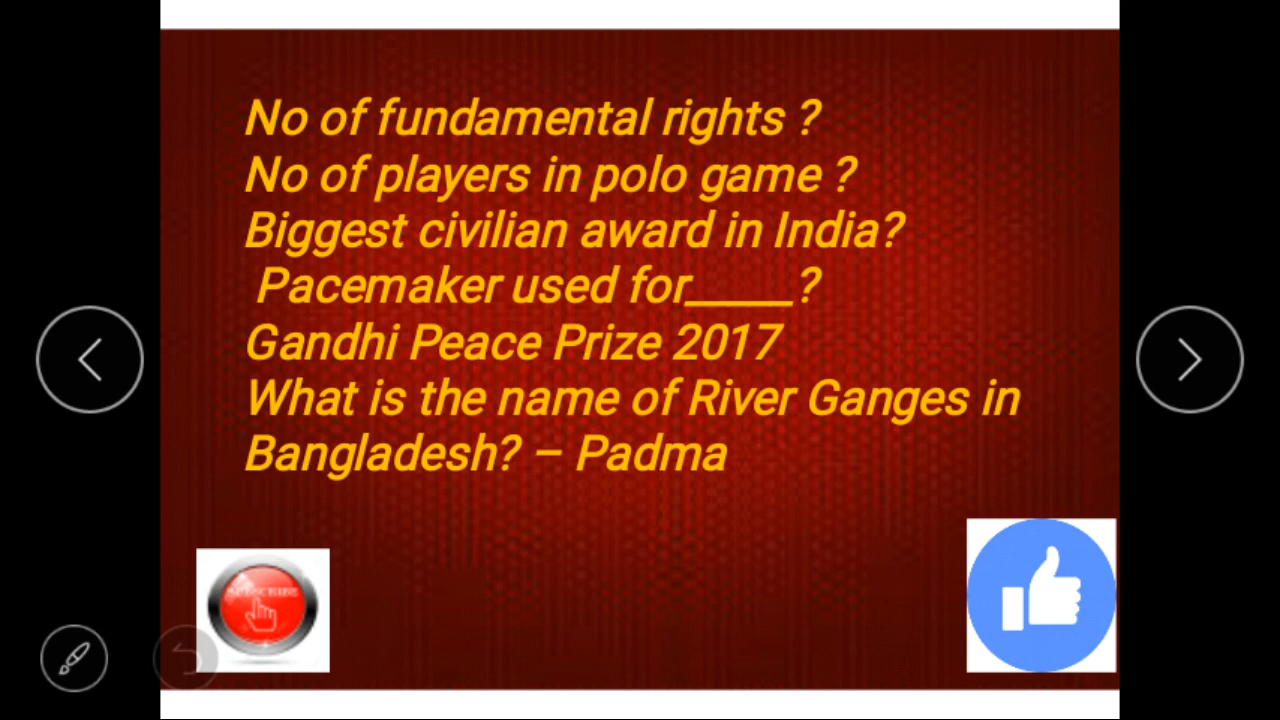 No of fundamental rights ?
No of players in polo game ?
Biggest civilian award in India?
Pacemaker used for_____?
Gandhi Peace Prize 2017
What is the name of River Ganges in
Bangladesh? – Padma
SUBSCRIBE